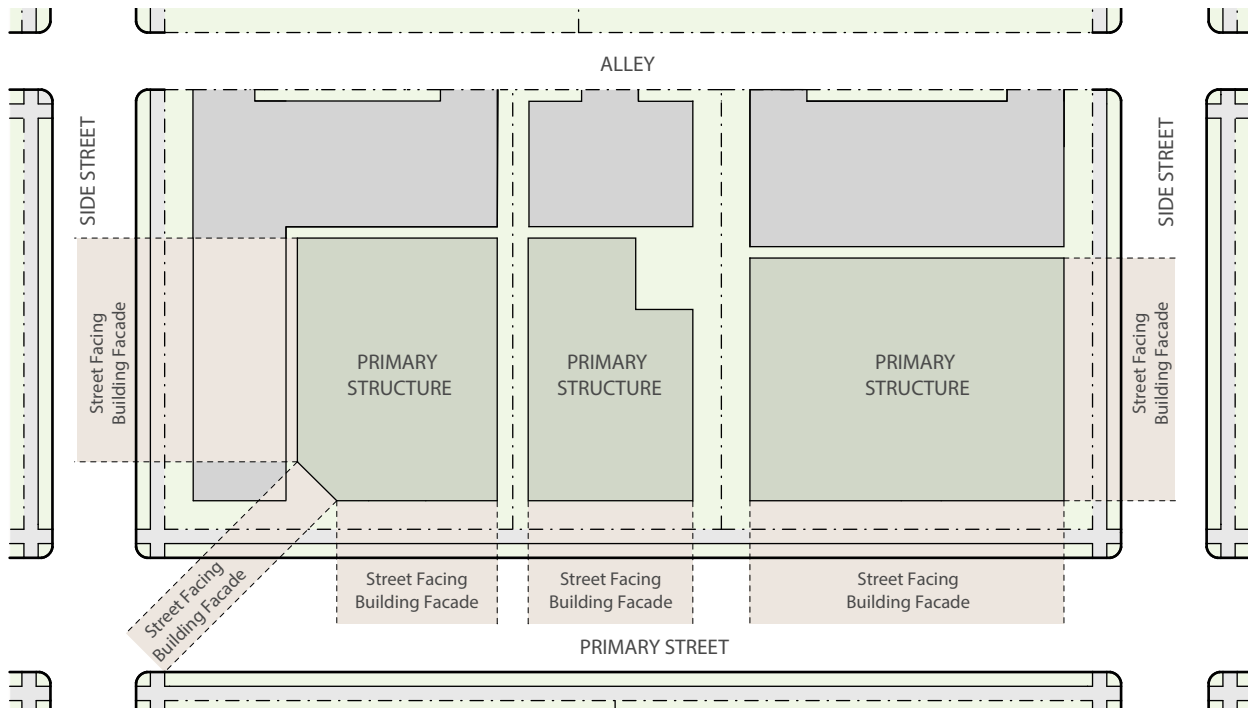 ALLEY
SIDE STREET
SIDE STREET
PRIMARY
STRUCTURE
PRIMARY
STRUCTURE
PRIMARY
STRUCTURE
Street Facing
Building Facade
Street Facing
Building Facade
Street Facing
Building Facade
Street Facing
Building Facade
Street Facing
Building Facade
Street Facing
Building Facade
PRIMARY STREET